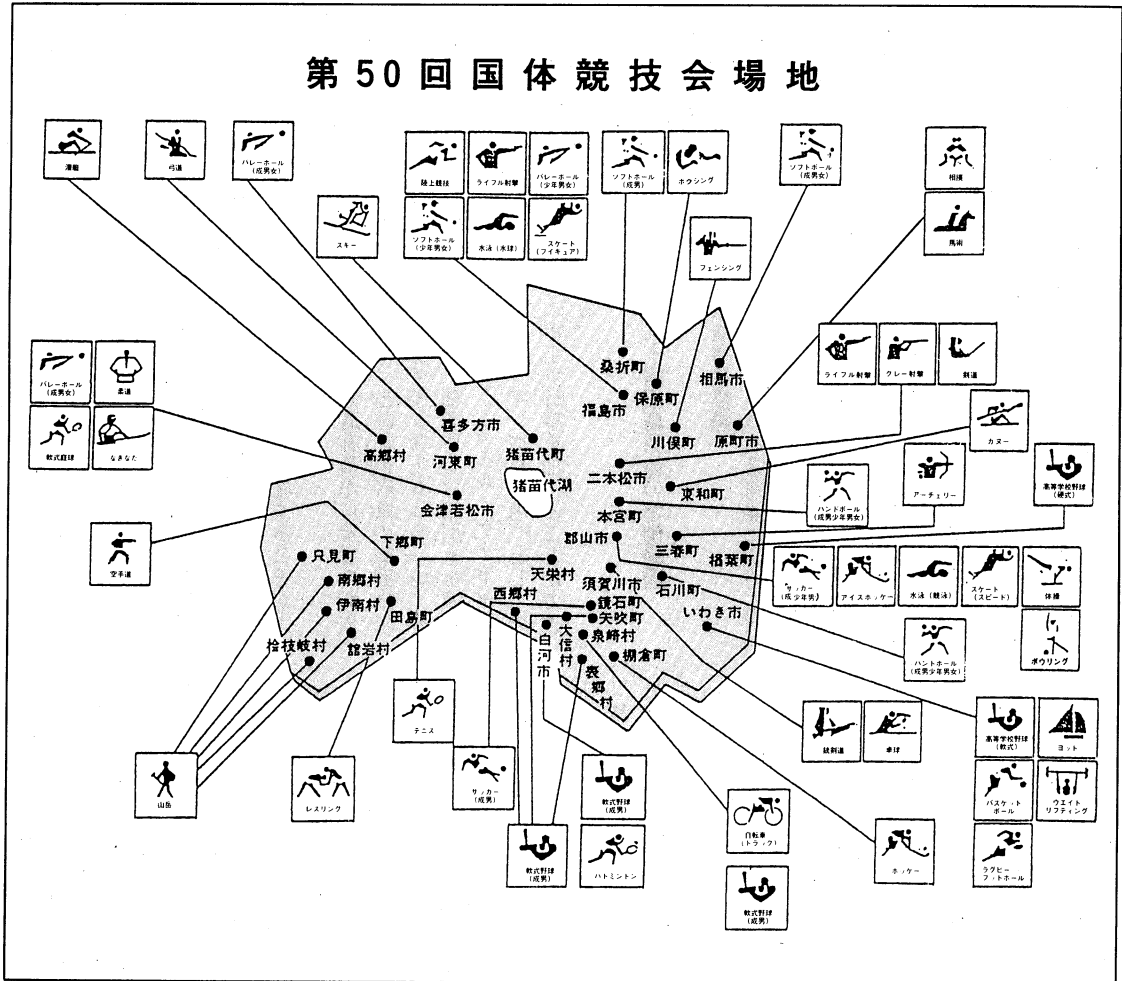 第50回国体競技会場地
漕艇
弓道
バレーボール
(成男女)
スキー
陸上競技
ライフル射撃
バレーボール
(少年男女)
ソフトボール
(少年男女)
水泳(水球)
スケート
(フィギュア)
ソフトボール
(成男)
ボウシング
フェンシング
ソフトボール
(成男女)
相撲
馬術
バレーボール
(成男女)
柔道
軟式庭球
なぎなた
ライフル射撃
クレー射撃
剣道
カヌー
アーチェリー
高等学校野球
(硬式)
ハンドボール
(成男少年男女)
空手道
桑折町
保原町
相馬市
福島市
喜多方市
川俣町
原町市
高郷村
河東町
猪苗代町
猪苗代湖
二本松市
東和町
会津若松市
本宮町
郡山市
三春町
楢葉町
下郷町
只見町
天栄村
南郷村
須賀川市
石川町
伊南村
田島町
西郷村
鏡石町
矢吹町
いわき市
桧枝岐村
舘岩村
白河市
大信村
泉崎村
棚倉町
表郷村
サッカー
(成少年男)
アイスホッケー
水泳(競泳)
スケート
(スピード)
体操
ボウリング
ハンドボール
(成男少年男女)
テニス
サッカー
(成男)
軟式野球
(成男)
軟式野球
(成男)
バドミントン
自転車
(トラック)
軟式野球
(成男)
銃剣道
卓球
ホッケー
高等学校野球
(軟式)
ヨット
バスケット
ボール
ウエイト
リフティング
ラグビー
フットボール
山岳
レスリング